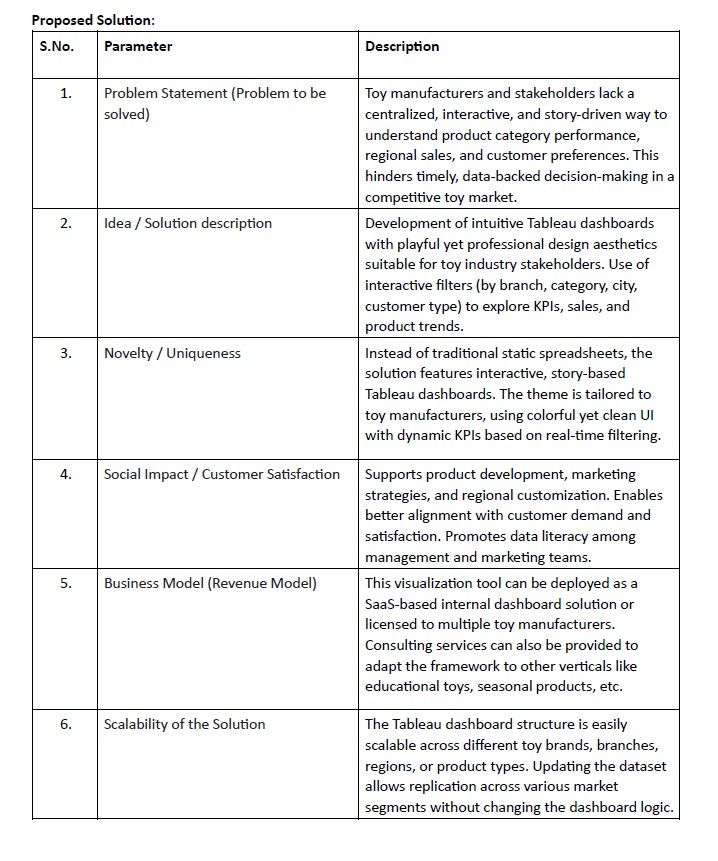 Proposed Solution:
S.No. Parameter Description
1. Problem Statement (Problem to be solved) Toy manufacturers and stakeholders lack a
centralized, interactive, and story-driven way to
understand product category performance,
regional sales, and customer preferences. This
hinders timely, data-backed decision-making in a
competitive toy market.
2. Idea / Solution description Development of intuitive Tableau dashboards
with playful yet professional design aesthetics
suitable for toy industry stakeholders. Use of
interactive filters (by branch, category, city,
customer type) to explore KPIs, sales, and
product trends.
3. Novelty / Uniqueness Instead of traditional static spreadsheets, the
solution features interactive, story-based
Tableau dashboards. The theme is tailored to
toy manufacturers, using colorful yet clean UI
with dynamic KPIs based on real-time filtering.
4. Social Impact / Customer Satisfaction Supports product development, marketing
strategies, and regional customization. Enables
better alignment with customer demand and
satisfaction. Promotes data literacy among
management and marketing teams.
5. Business Model (Revenue Model) This visualization tool can be deployed as a
SaaS-based internal dashboard solution or
licensed to multiple toy manufacturers.
Consulting services can also be provided to
adapt the framework to other verticals like
educational toys, seasonal products, etc.
6. Scalability of the Solution The Tableau dashboard structure is easily
scalable across different toy brands, branches,
regions, or product types. Updating the dataset
allows replication across various market
segments without changing the dashboard logic.